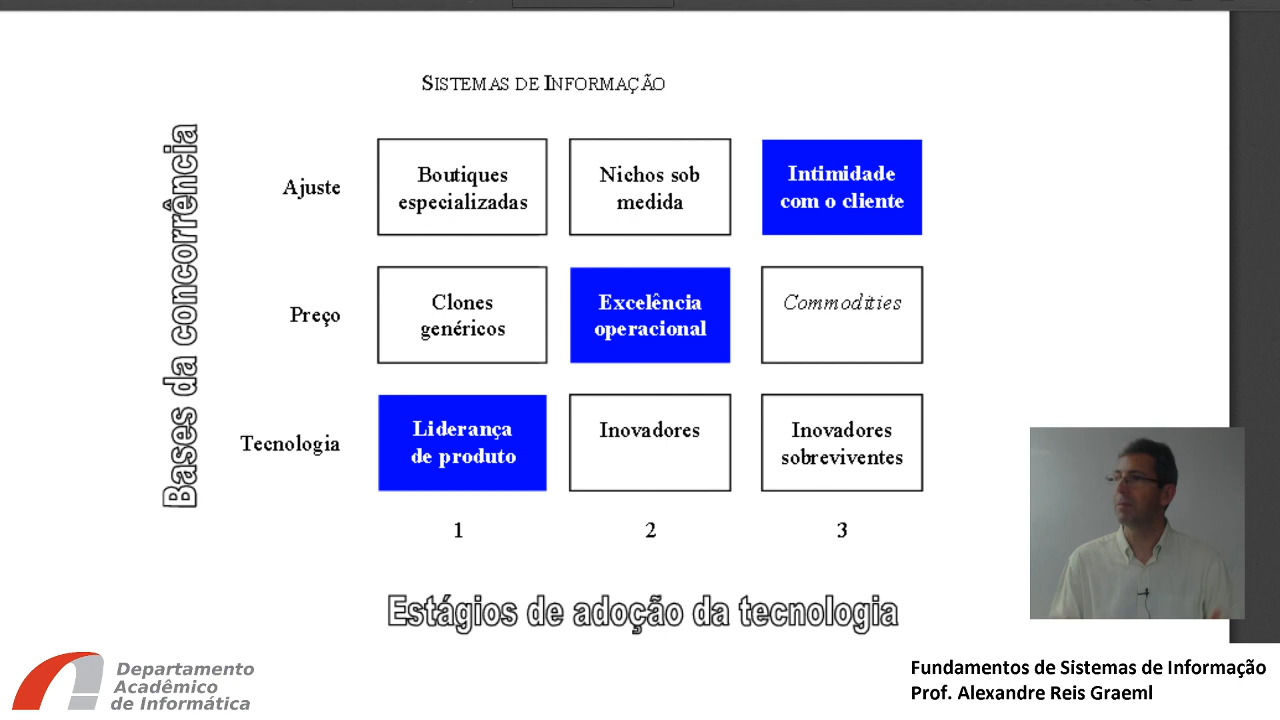 SISTEMAS DE INFORMAÇÃO
Bases da concorrência
Ajuste
Boutiques
especializadas
Nichos sob
medida
Intimidade
com o cliente
Preço
Clones
genéricos
Excelência
operacional
Commodities
Tecnologia
Liderança
de produto
Inovadores
Inovadores
sobreviventes
1
2
3
Estágios de adoção da tecnologia
Departamento
Acadêmico
de Informática
Fundamentos de Sistemas de Informação
Prof. Alexandre Reis Graeml